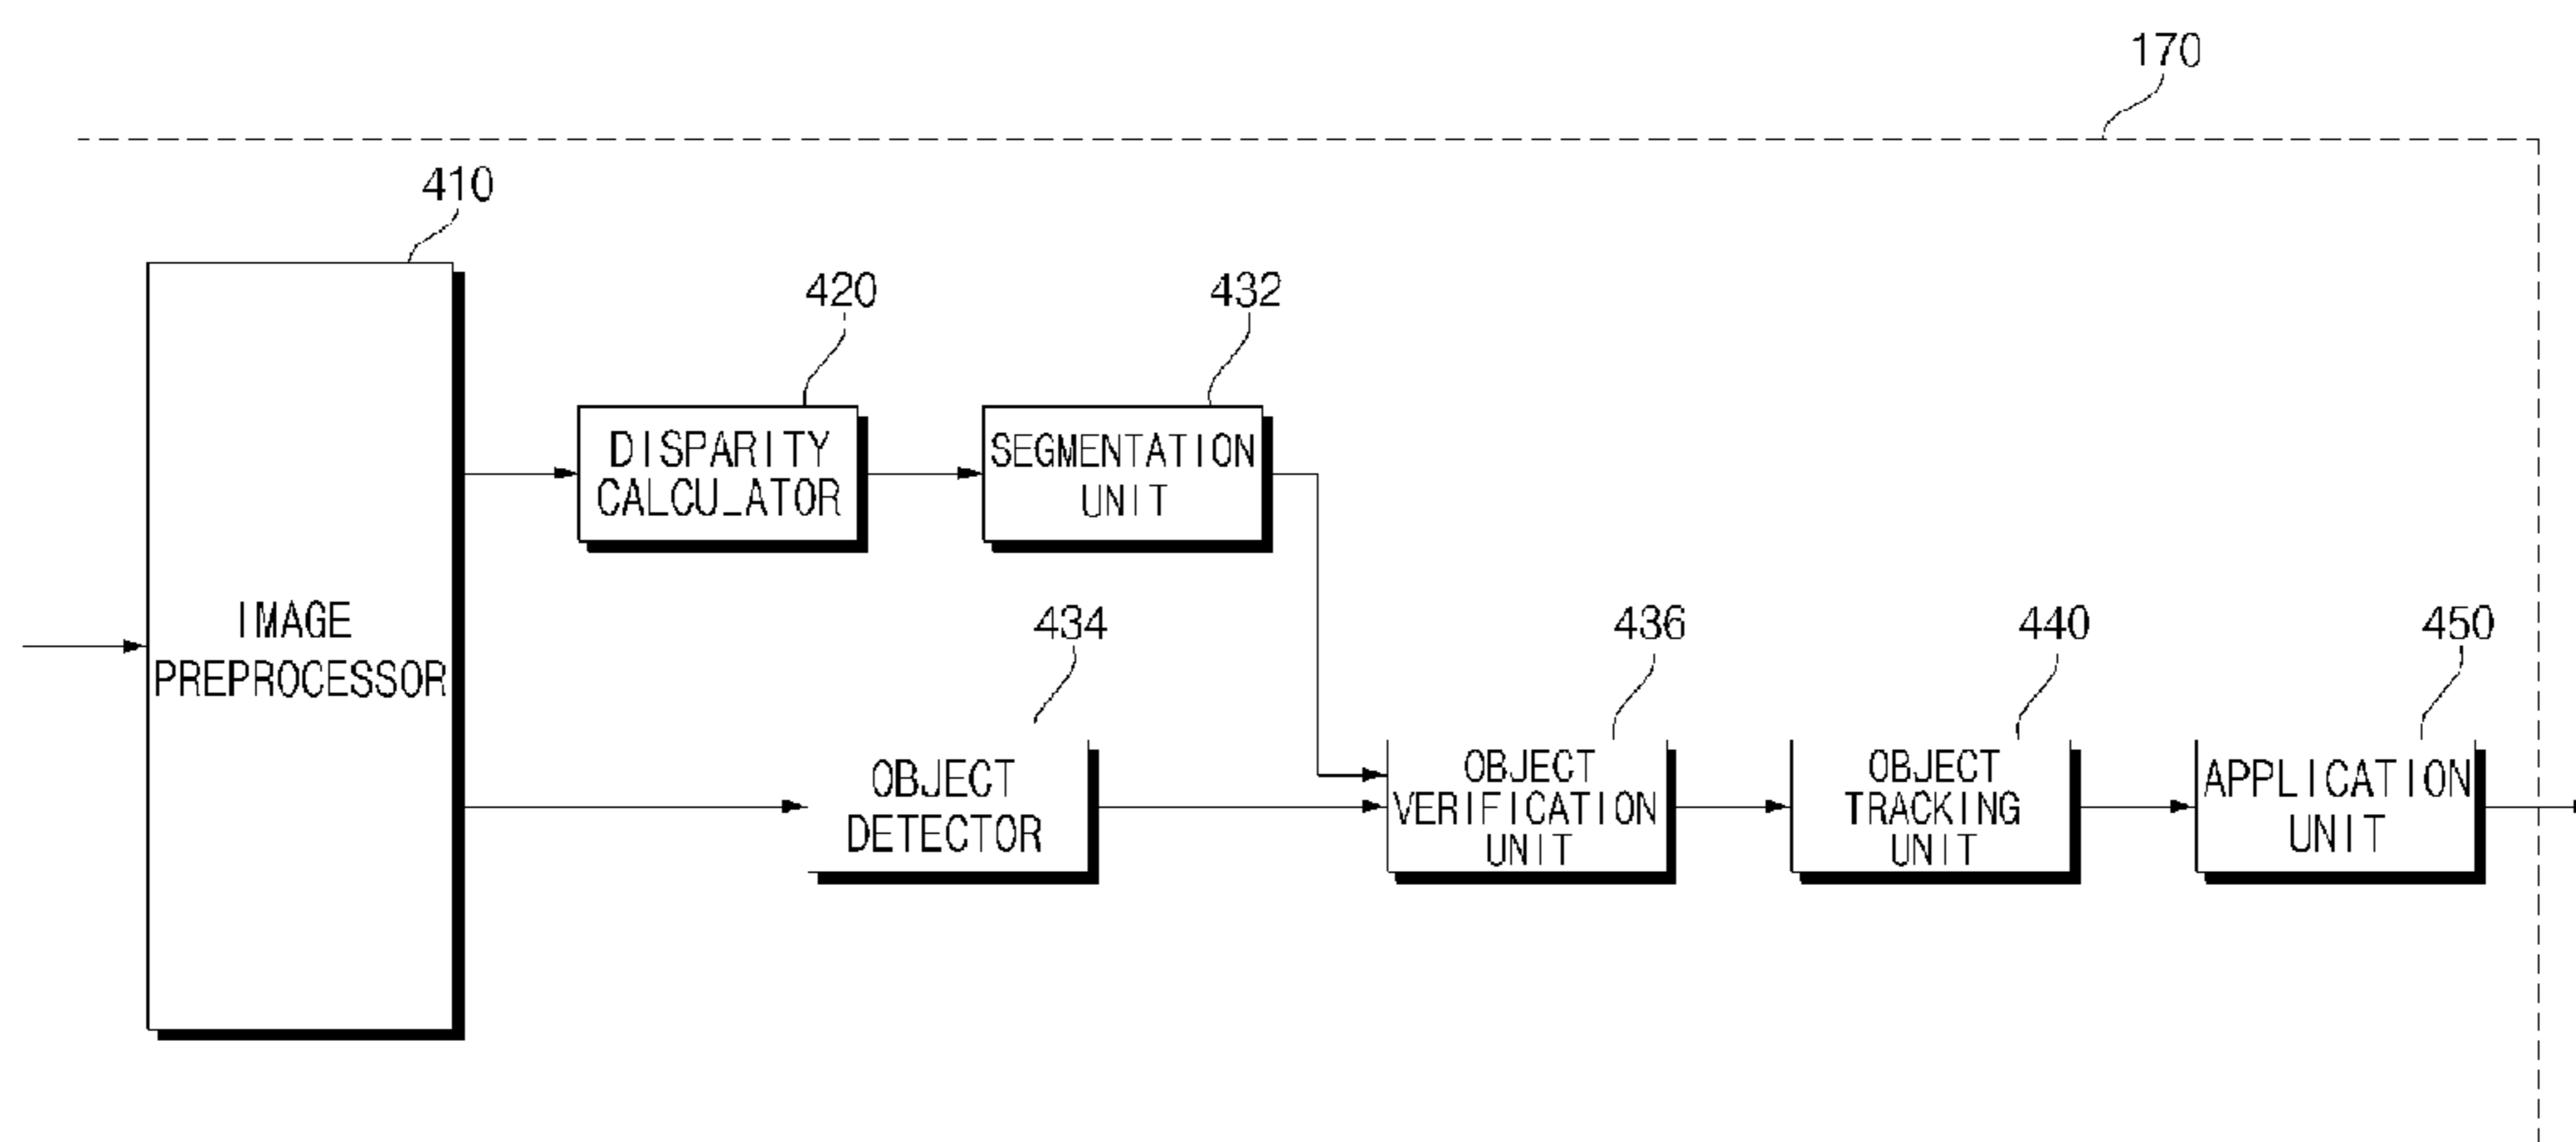 170
410
420
432
DISPARITY
CALCULATOR
SEGMENTATION
UNIT
IMAGE
PREPROCESSOR
434
436
440
450
OBJECT
DETECTOR
OBJECT
VERIFICATION
UNIT
OBJECT
TRACKING
UNIT
APPLICATION
UNIT